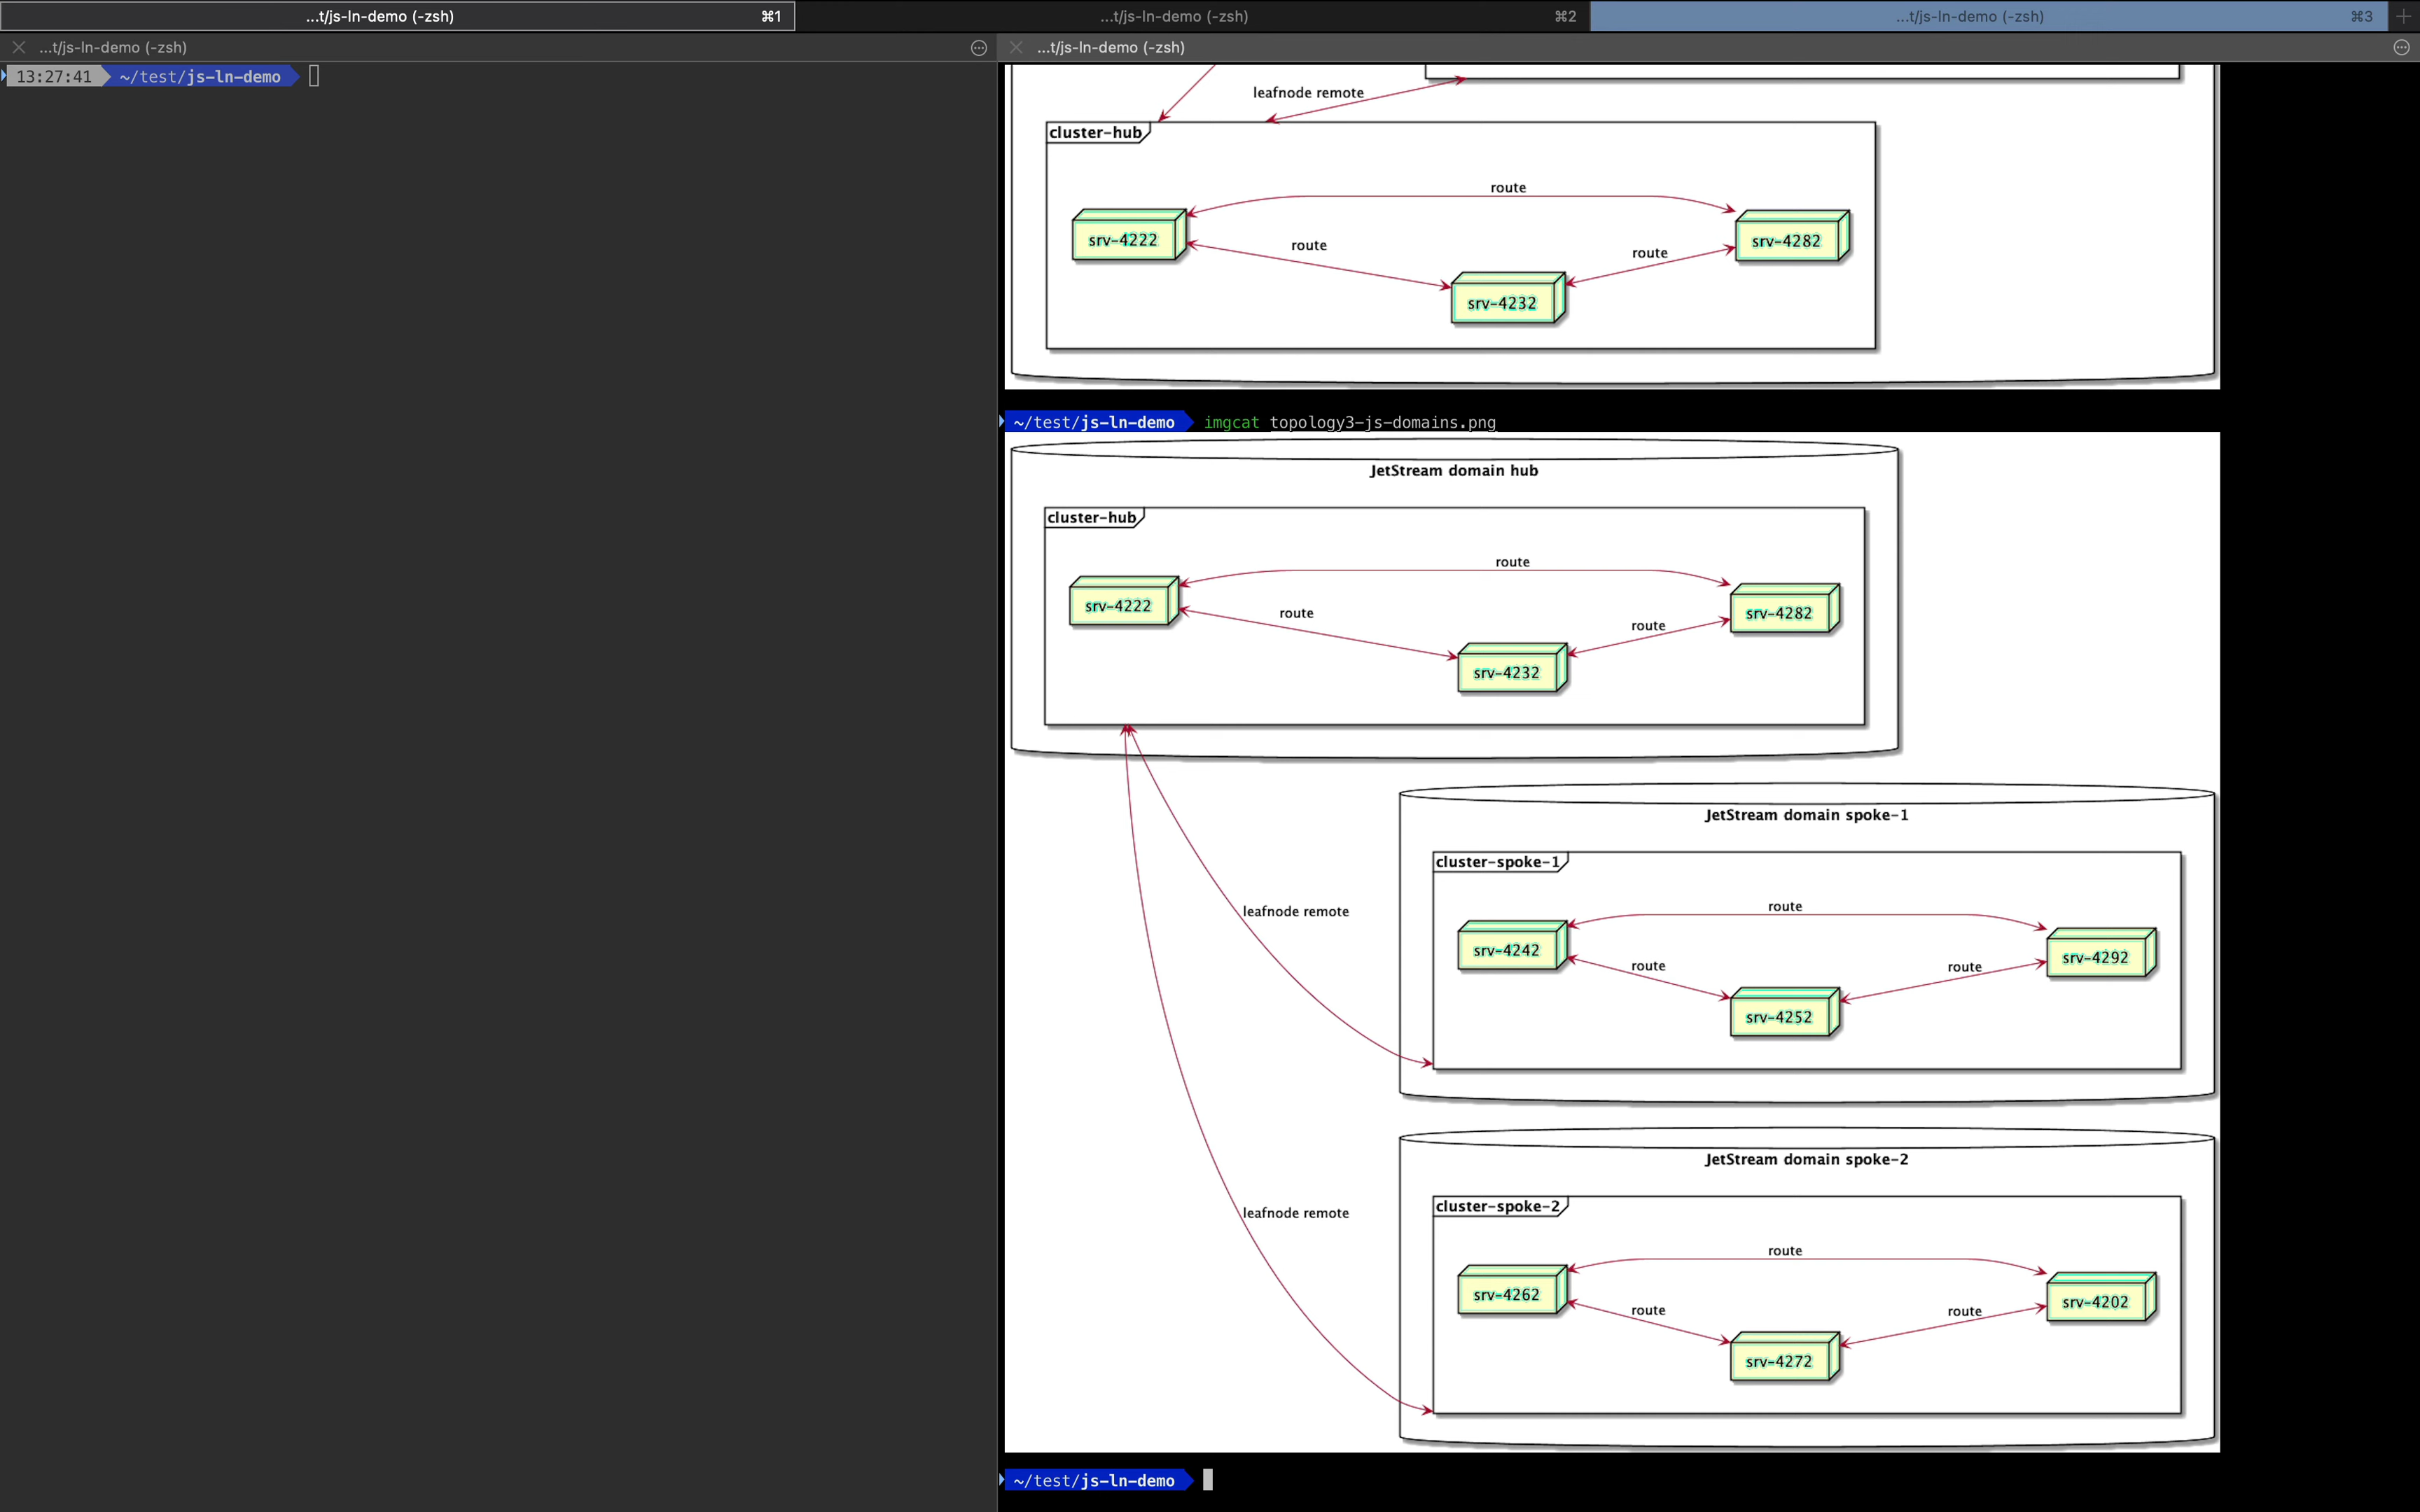 ...t/js-ln-demo (-zsh) ⌘1
...t/js-ln-demo (-zsh) ⌘2
...t/js-ln-demo (-zsh) ⌘3
...t/js-ln-demo (-zsh)
13:27:41 ~/test/js-ln-demo
...t/js-ln-demo (-zsh)
leafnode remote
cluster-hub
route
srv-4222
srv-4282
route
route
srv-4232
~/test/js-ln-demo imgcat topology3-js-domains.png
JetStream domain hub
cluster-hub
route
srv-4222
srv-4282
route
route
srv-4232
JetStream domain spoke-1
cluster-spoke-1
route
leafnode remote
srv-4242
srv-4292
route
route
srv-4252
JetStream domain spoke-2
cluster-spoke-2
leafnode remote
route
srv-4262
srv-4202
route
route
srv-4272
~/test/js-ln-demo